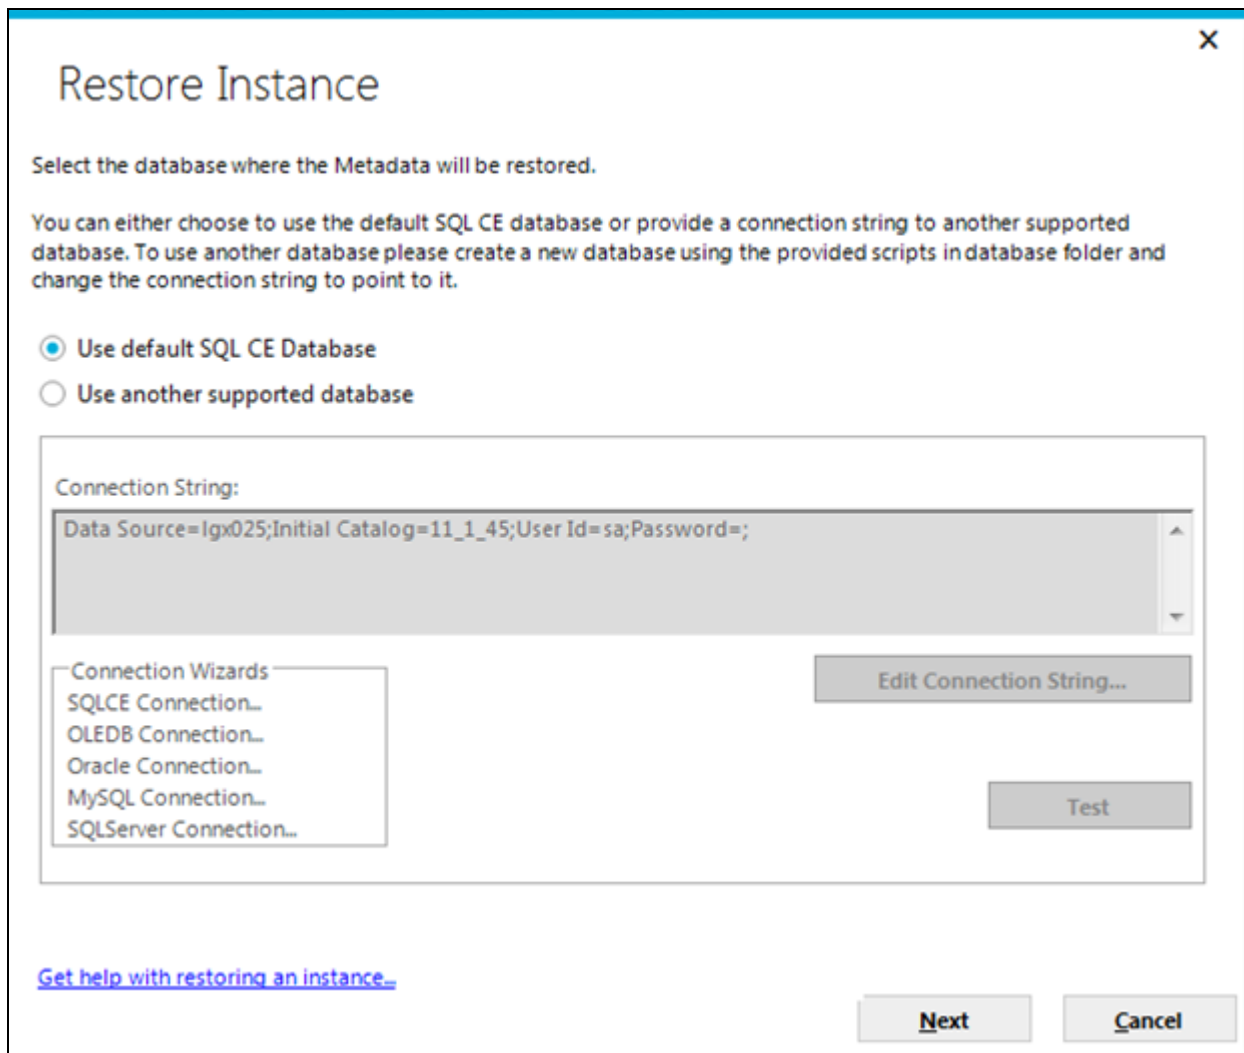 Restore Instance
Select the database where the Metadata will be restored.
You can either choose to use the default SQL CE database or provide a connection string to another supported
database. To use another database please create a new database using the provided scripts in database folder and
change the connection string to point to it.
Use default SQL CE Database
Use another supported database
Connection String:
Data Source=lgx025;Initial Catalog=11_1_45;User Id=sa;Password=;
Connection Wizards
SQLCE Connection...
OLEDB Connection...
Oracle Connection...
MySQL Connection...
SQLServer Connection...
Edit Connection String...
Test
Get help with restoring an instance...
Next
Cancel